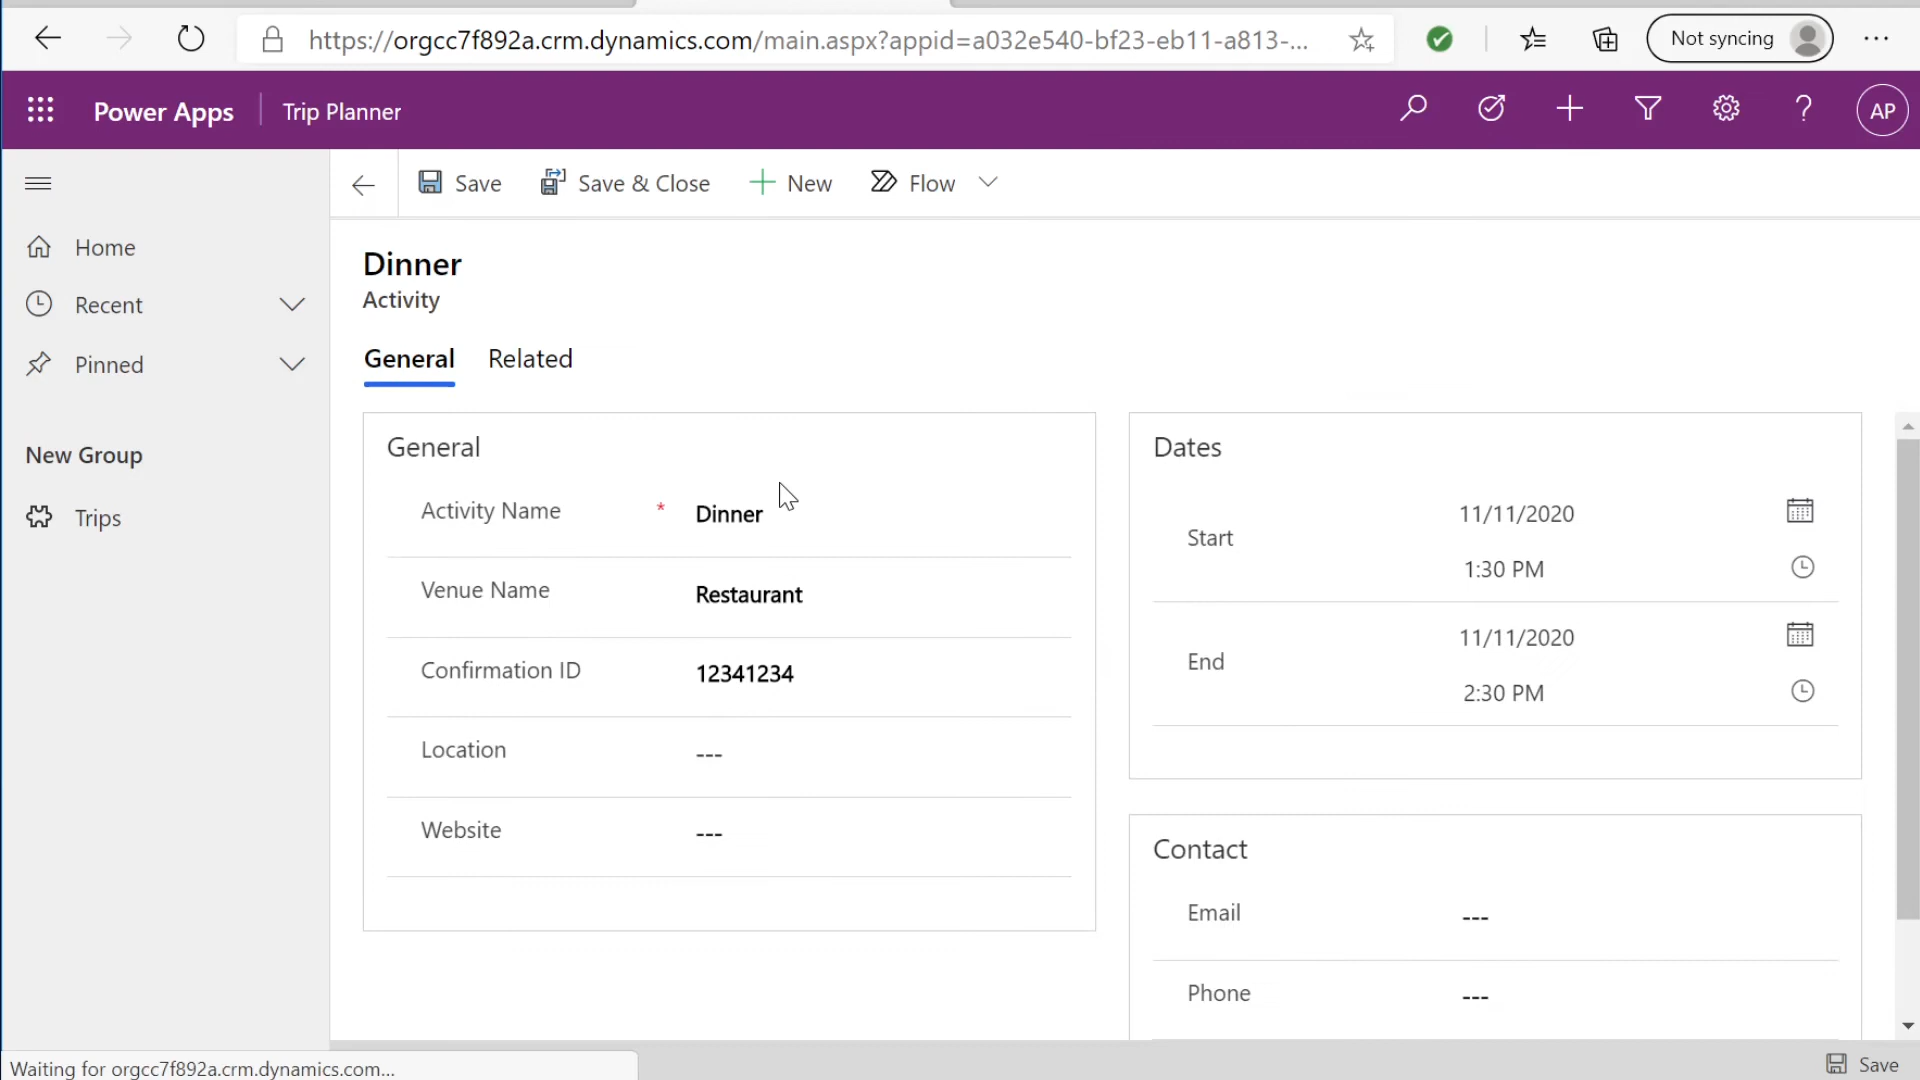 https://orgcc7f892a.crm.dynamics.com/main.aspx?appid=a032e540-bf23-eb11-a813-...
Not syncing
Power Apps
Trip Planner
AP
Save
Save & Close
New
Flow
Home
Recent
Pinned
New Group
Trips
Dinner
Activity
General
Related
General
Activity Name * Dinner
Venue Name Restaurant
Confirmation ID 12341234
Location ---
Website ---
Dates
Start
11/11/2020
1:30 PM
End
11/11/2020
2:30 PM
Contact
Email ---
Phone ---
Waiting for orgcc7f892a.crm.dynamics.com...
Save